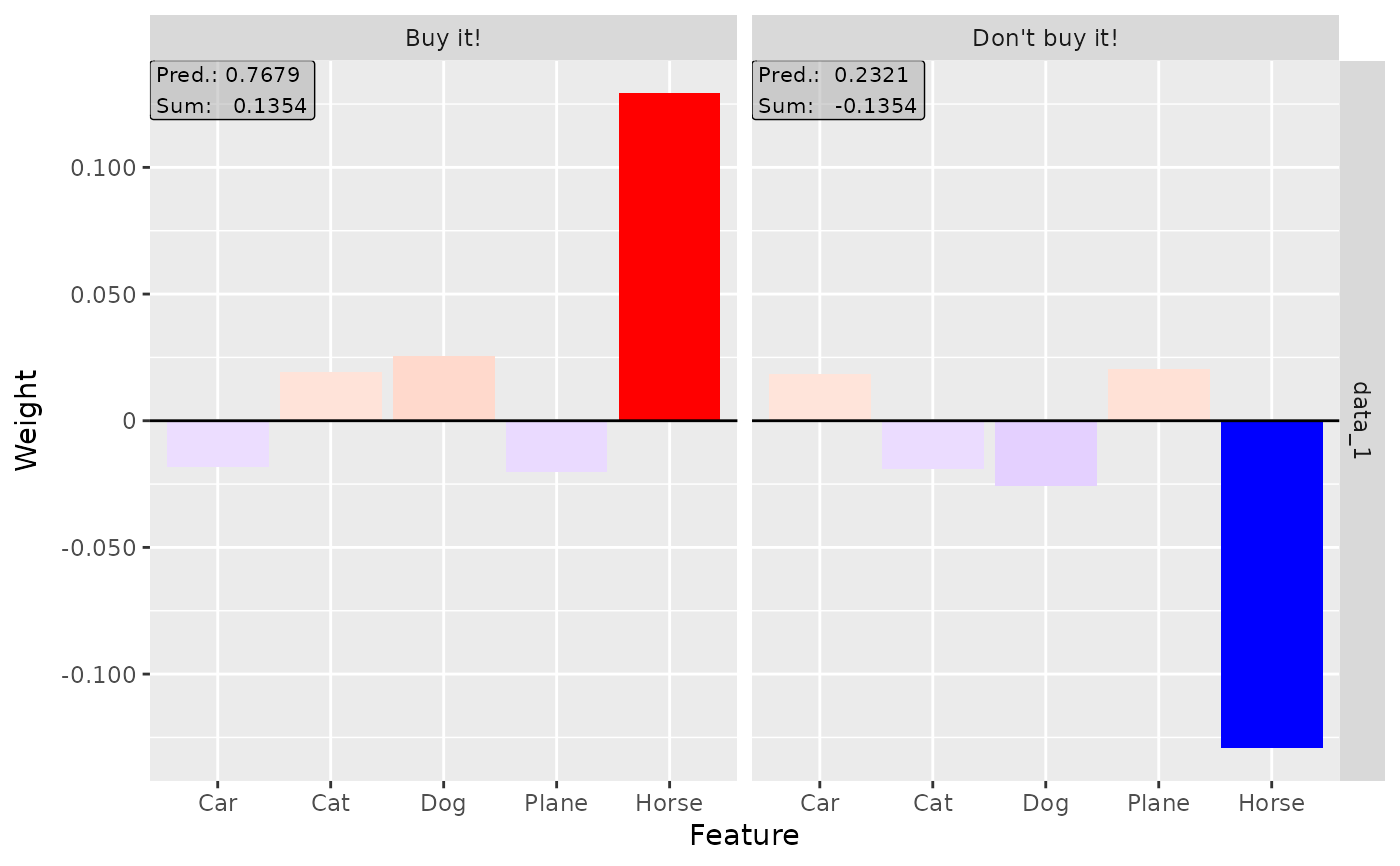 Buy it!
Don't buy it!
Pred.: 0.7679
Sum: 0.1354
Pred.: 0.2321
Sum: -0.1354
0.100
0.050
0
-0.050
-0.100
Weight
data_1
Car Cat Dog Plane Horse
Car Cat Dog Plane Horse
Feature